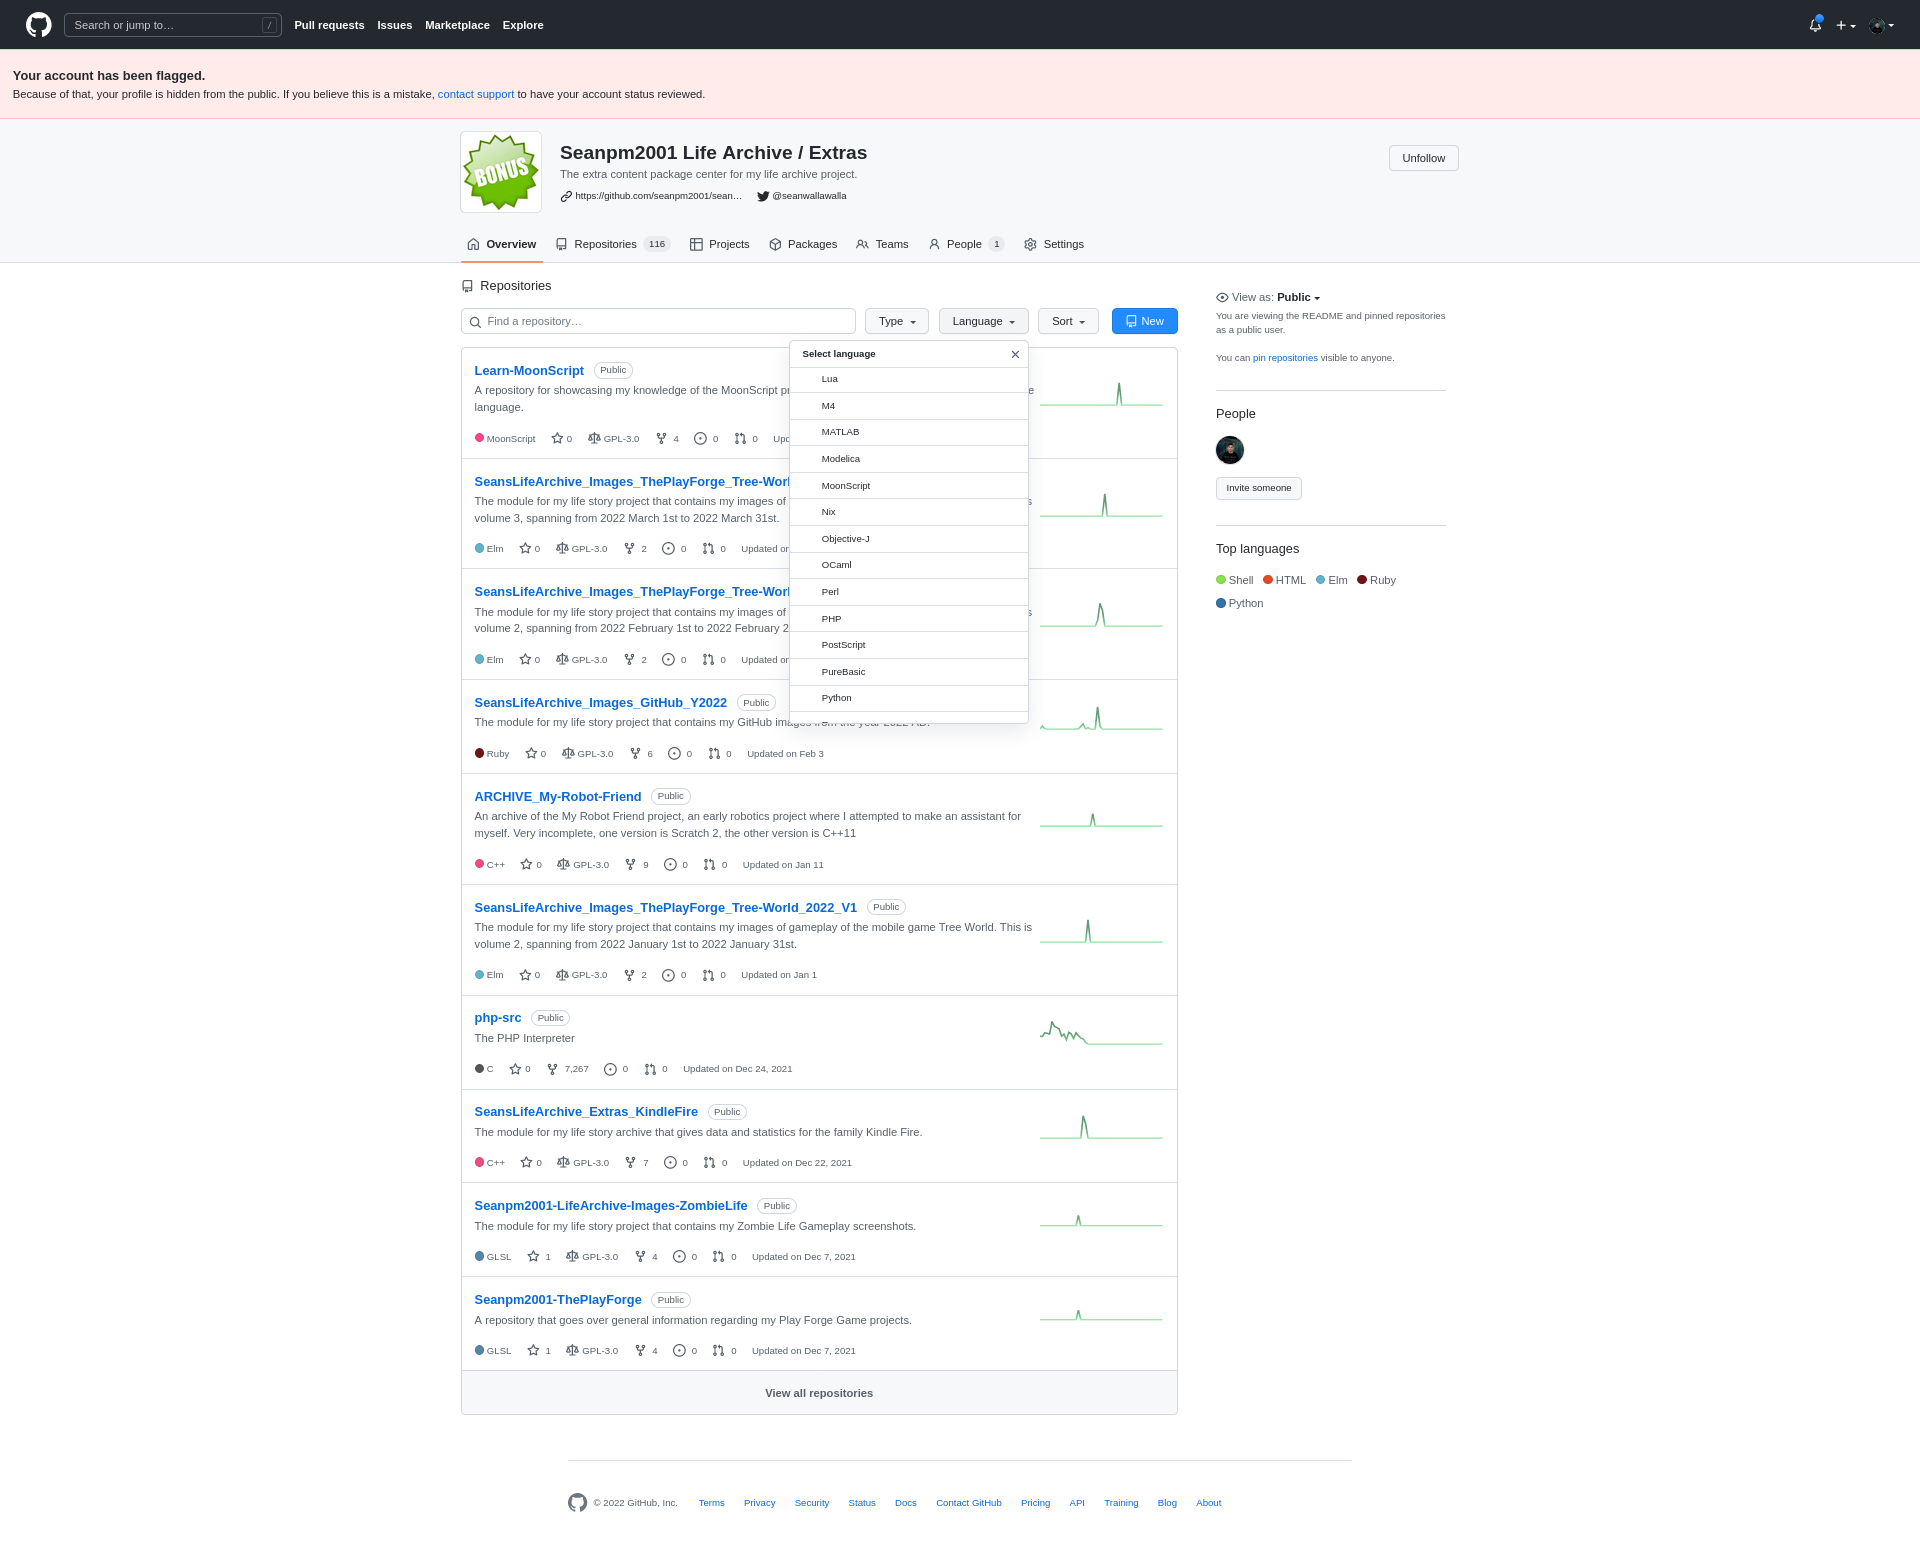 Search or jump to…
/
Pull requests Issues Marketplace Explore
Your account has been flagged.
Because of that, your profile is hidden from the public. If you believe this is a mistake, contact support to have your account status reviewed.
BONUS
Seanpm2001 Life Archive / Extras
Unfollow
The extra content package center for my life archive project.
https://github.com/seanpm2001/sean… @seanwallawalla
Overview Repositories 116 Projects Packages Teams People 1 Settings
Repositories
Find a repository… Type Language Sort New
Select language
Lua
M4
MATLAB
Modelica
MoonScript
Nix
Objective-J
OCaml
Perl
PHP
PostScript
PureBasic
Python
Learn-MoonScript Public
A repository for showcasing my knowledge of the MoonScript
language.
MoonScript 0 GPL-3.0 4 0 0
SeansLifeArchive_Images_ThePlayForge_Tree-Worl
The module for my life story project that contains my images of
volume 3, spanning from 2022 March 1st to 2022 March 31st.
Elm 0 GPL-3.0 2 0 0 Updated on
SeansLifeArchive_Images_ThePlayForge_Tree-Worl
The module for my life story project that contains my images of
volume 2, spanning from 2022 February 1st to 2022 February 2
Elm 0 GPL-3.0 2 0 0 Updated on
SeansLifeArchive_Images_GitHub_Y2022 Public
The module for my life story project that contains my GitHub images from the year 2022 AD.
Ruby 0 GPL-3.0 6 0 0 Updated on Feb 3
ARCHIVE_My-Robot-Friend Public
An archive of the My Robot Friend project, an early robotics project where I attempted to make an assistant for
myself. Very incomplete, one version is Scratch 2, the other version is C++11
C++ 0 GPL-3.0 9 0 0 Updated on Jan 11
SeansLifeArchive_Images_ThePlayForge_Tree-World_2022_V1 Public
The module for my life story project that contains my images of gameplay of the mobile game Tree World. This is
volume 2, spanning from 2022 January 1st to 2022 January 31st.
Elm 0 GPL-3.0 2 0 0 Updated on Jan 1
php-src Public
The PHP Interpreter
C 0 7,267 0 0 Updated on Dec 24, 2021
SeansLifeArchive_Extras_KindleFire Public
The module for my life story archive that gives data and statistics for the family Kindle Fire.
C++ 0 GPL-3.0 7 0 0 Updated on Dec 22, 2021
Seanpm2001-LifeArchive-Images-ZombieLife Public
The module for my life story project that contains my Zombie Life Gameplay screenshots.
GLSL 1 GPL-3.0 4 0 0 Updated on Dec 7, 2021
Seanpm2001-ThePlayForge Public
A repository that goes over general information regarding my Play Forge Game projects.
GLSL 1 GPL-3.0 4 0 0 Updated on Dec 7, 2021
View all repositories
View as: Public
You are viewing the README and pinned repositories
as a public user.
You can pin repositories visible to anyone.
People
Invite someone
Top languages
Shell HTML Elm Ruby
Python
© 2022 GitHub, Inc. Terms Privacy Security Status Docs Contact GitHub Pricing API Training Blog About